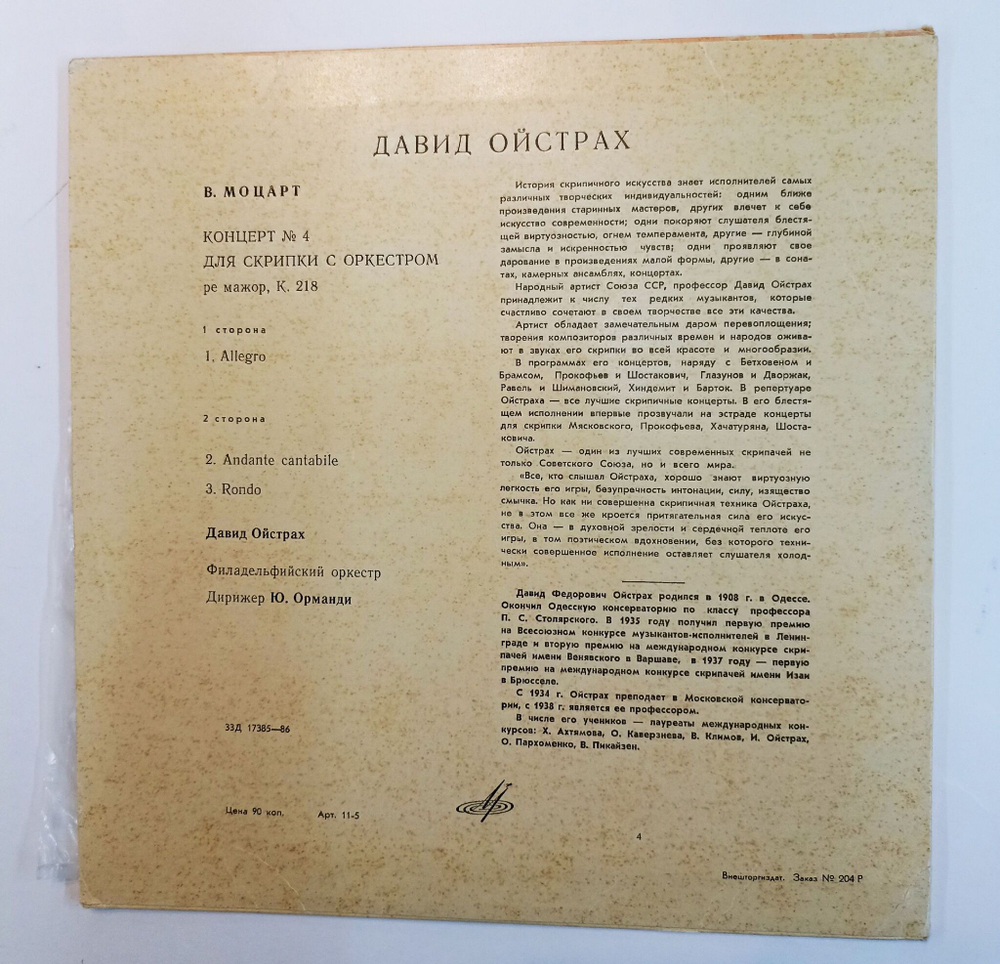 ДАВИД ОЙСТРАХ
В. МОЦАРТ
КОНЦЕРТ № 4
ДЛЯ СКРИПКИ С ОРКЕСТРОМ
ре мажор, К. 218
1 сторона
1. Allegro
2 сторона
2. Andante cantabile
3. Rondo
Давид Ойстрах
Филадельфийский оркестр
Дирижер Ю. Орманди
33Д 17385—86
Цена 90 коп. Арт. 11-5
История скрипичного искусства знает исполнителей самых
различных творческих индивидуальностей: одним ближе
произведения старинных мастеров, других влечет к себе
искусство современности; одни покоряют слушателя блестя-
щей виртуозностью, огнем темперамента, другие — глубиной
замысла и искренностью чувств; одни проявляют свое
дарование в произведениях малой формы, другие — в сона-
тах, камерных ансамблях, концертах.
Народный артист Союза ССР, профессор Давид Ойстрах
принадлежит к числу тех редких музыкантов, которые
счастливо сочетают в своем творчестве все эти качества.
Артист обладает замечательным даром перевоплощения;
творения композиторов различных времен и народов ожива-
ют в звуках его скрипки во всей красоте и многообразии.
В программах его концертов, наряду с Бетховеном и
Брамсом, Прокофьев и Шостакович, Глазунов и Дворжак,
Равель и Шимановский, Хиндемит и Барток. В репертуаре
Ойстраха — все лучшие скрипичные концерты. В его блестя-
щем исполнении впервые прозвучали на эстраде концерты
для скрипки Мясковского, Прокофьева, Хачатуряна, Шоста-
ковича.
Ойстрах — один из лучших современных скрипачей не
только Советского Союза, но и всего мира.
«Все, кто слышал Ойстраха, хорошо знают виртуозную
легкость его игры, безупречность интонации, силу, изящество
смычка. Но как ни совершенна скрипичная техника Ойстраха,
не в этом все же кроется притягательная сила его искус-
ства. Она — в духовной зрелости и сердечной теплоте его
игры, в том поэтическом вдохновении, без которого техни-
чески совершенное исполнение оставляет слушателя холод-
ным».
Давид Федорович Ойстрах родился в 1908 г. в Одессе.
Окончил Одесскую консерваторию по классу профессора
П. С. Столярского. В 1935 году получил первую премию
на Всесоюзном конкурсе музыкантов-исполнителей в Ленин-
граде и вторую премию на международном конкурсе скри-
пачей имени Венявского в Варшаве, в 1937 году — первую
премию на международном конкурсе скрипачей имени Изаи
в Брюсселе.
С 1934 г. Ойстрах преподает в Московской консервато-
рии, с 1938 г. является ее профессором.
В числе его учеников — лауреаты международных кон-
курсов: Х. Ахтямова, О. Каверзнева, В. Климов, И. Ойстрах,
О. Пархоменко, В. Пикайзен.
4
Внешторгиздат. Заказ № 204 Р